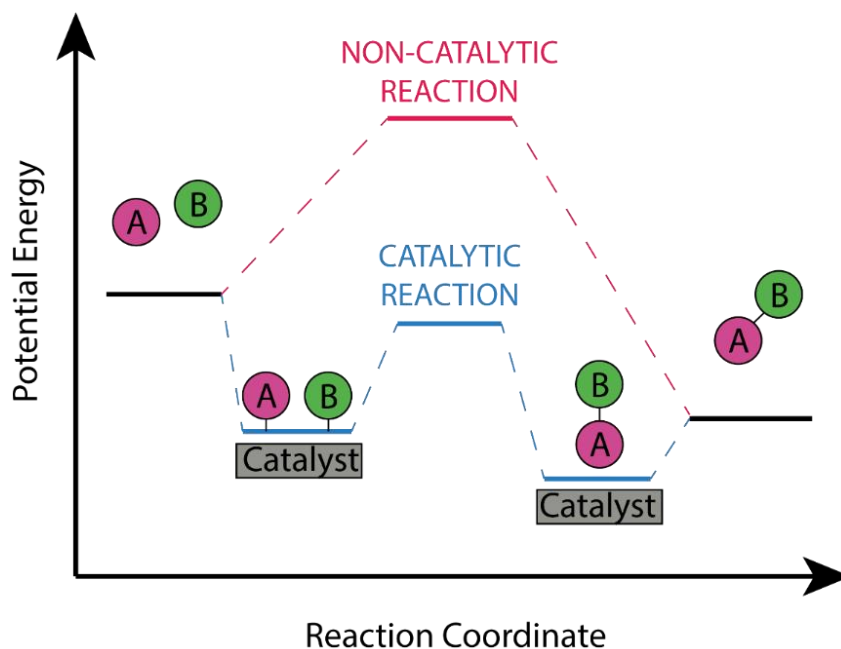 NON-CATALYTIC
REACTION
A
B
CATALYTIC
REACTION
B
A
A
B
Catalyst
B
A
Catalyst
Potential Energy
Reaction Coordinate